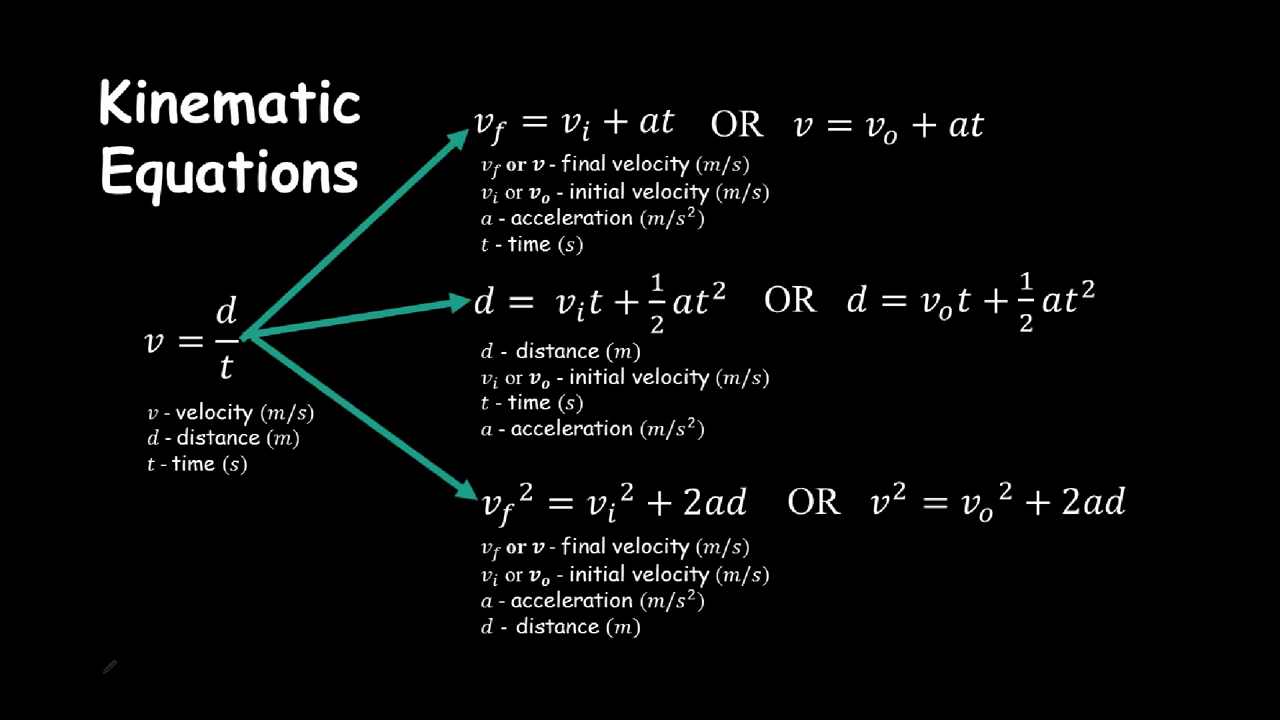 Kinematic
Equations
v = d/t
v - velocity (m/s)
d - distance (m)
t - time (s)
v_f = v_i + at OR v = v_o + at
v_f or v - final velocity (m/s)
v_i or v_o - initial velocity (m/s)
a - acceleration (m/s²)
t - time (s)
d = v_i t + ½ at² OR d = v_o t + ½ at²
d - distance (m)
v_i or v_o - initial velocity (m/s)
t - time (s)
a - acceleration (m/s²)
v_f² = v_i² + 2ad OR v² = v_o² + 2ad
v_f or v - final velocity (m/s)
v_i or v_o - initial velocity (m/s)
a - acceleration (m/s²)
d - distance (m)